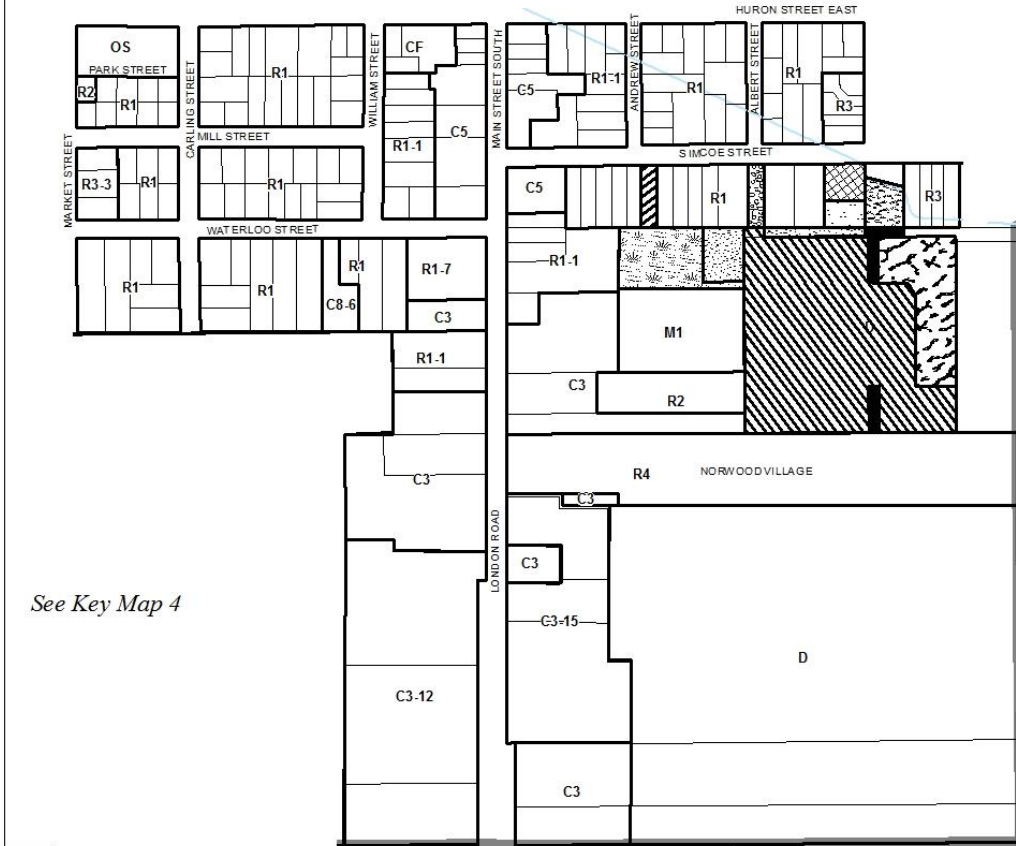 HURON STREET EAST
OS
PARK STREET
R2
R1
CARLING STREET
R1
WILLIAM STREET
CF
MAIN STREET SOUTH
C5
R1-1
ANDREW STREET
R1
ALBERT STREET
R1
R3
MILL STREET
R1-1
C5
SIMCOE STREET
MARKET STREET
R3-3
R1
R1
C5
R1
R3
WATERLOO STREET
R1
R1
C8-6
R1
R1-7
C3
R1-1
M1
R1-1
C3
R2
C3
R4
NORWOOD VILLAGE
C3
LONDON ROAD
C3
C3-15
See Key Map 4
D
C3-12
C3